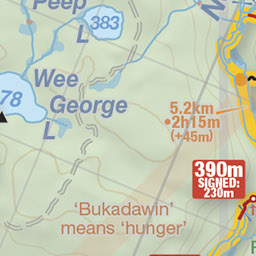 Peep
L
383
Wee
George
78
L
5.2km
•2h15m
(+45m)
390m
SIGNED:
230m
‘Bukadawin’
means ‘hunger’